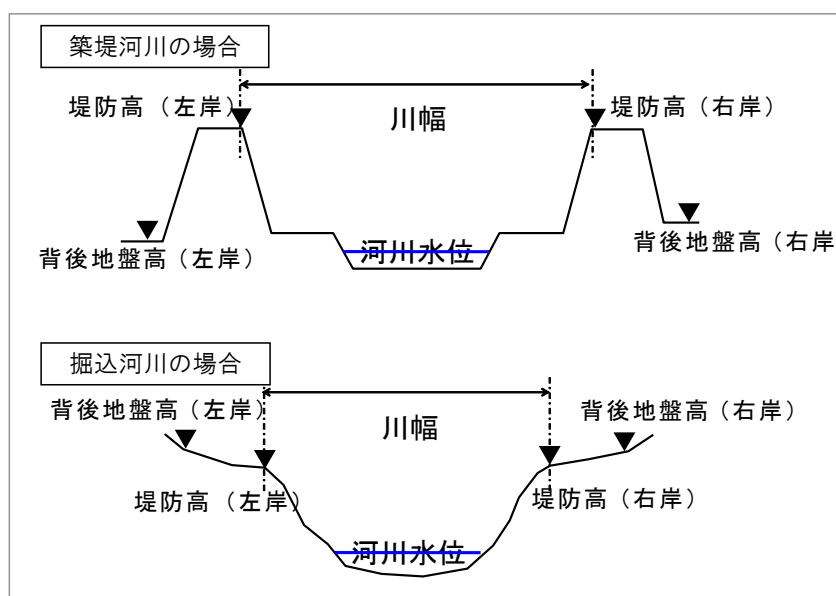 築堤河川の場合
堤防高（左岸）
川幅
堤防高（右岸）
背後地盤高（左岸）
河川水位
背後地盤高（右岸
掘込河川の場合
背後地盤高（左岸）
川幅
背後地盤高（右岸）
堤防高（左岸）
堤防高（右岸）
河川水位